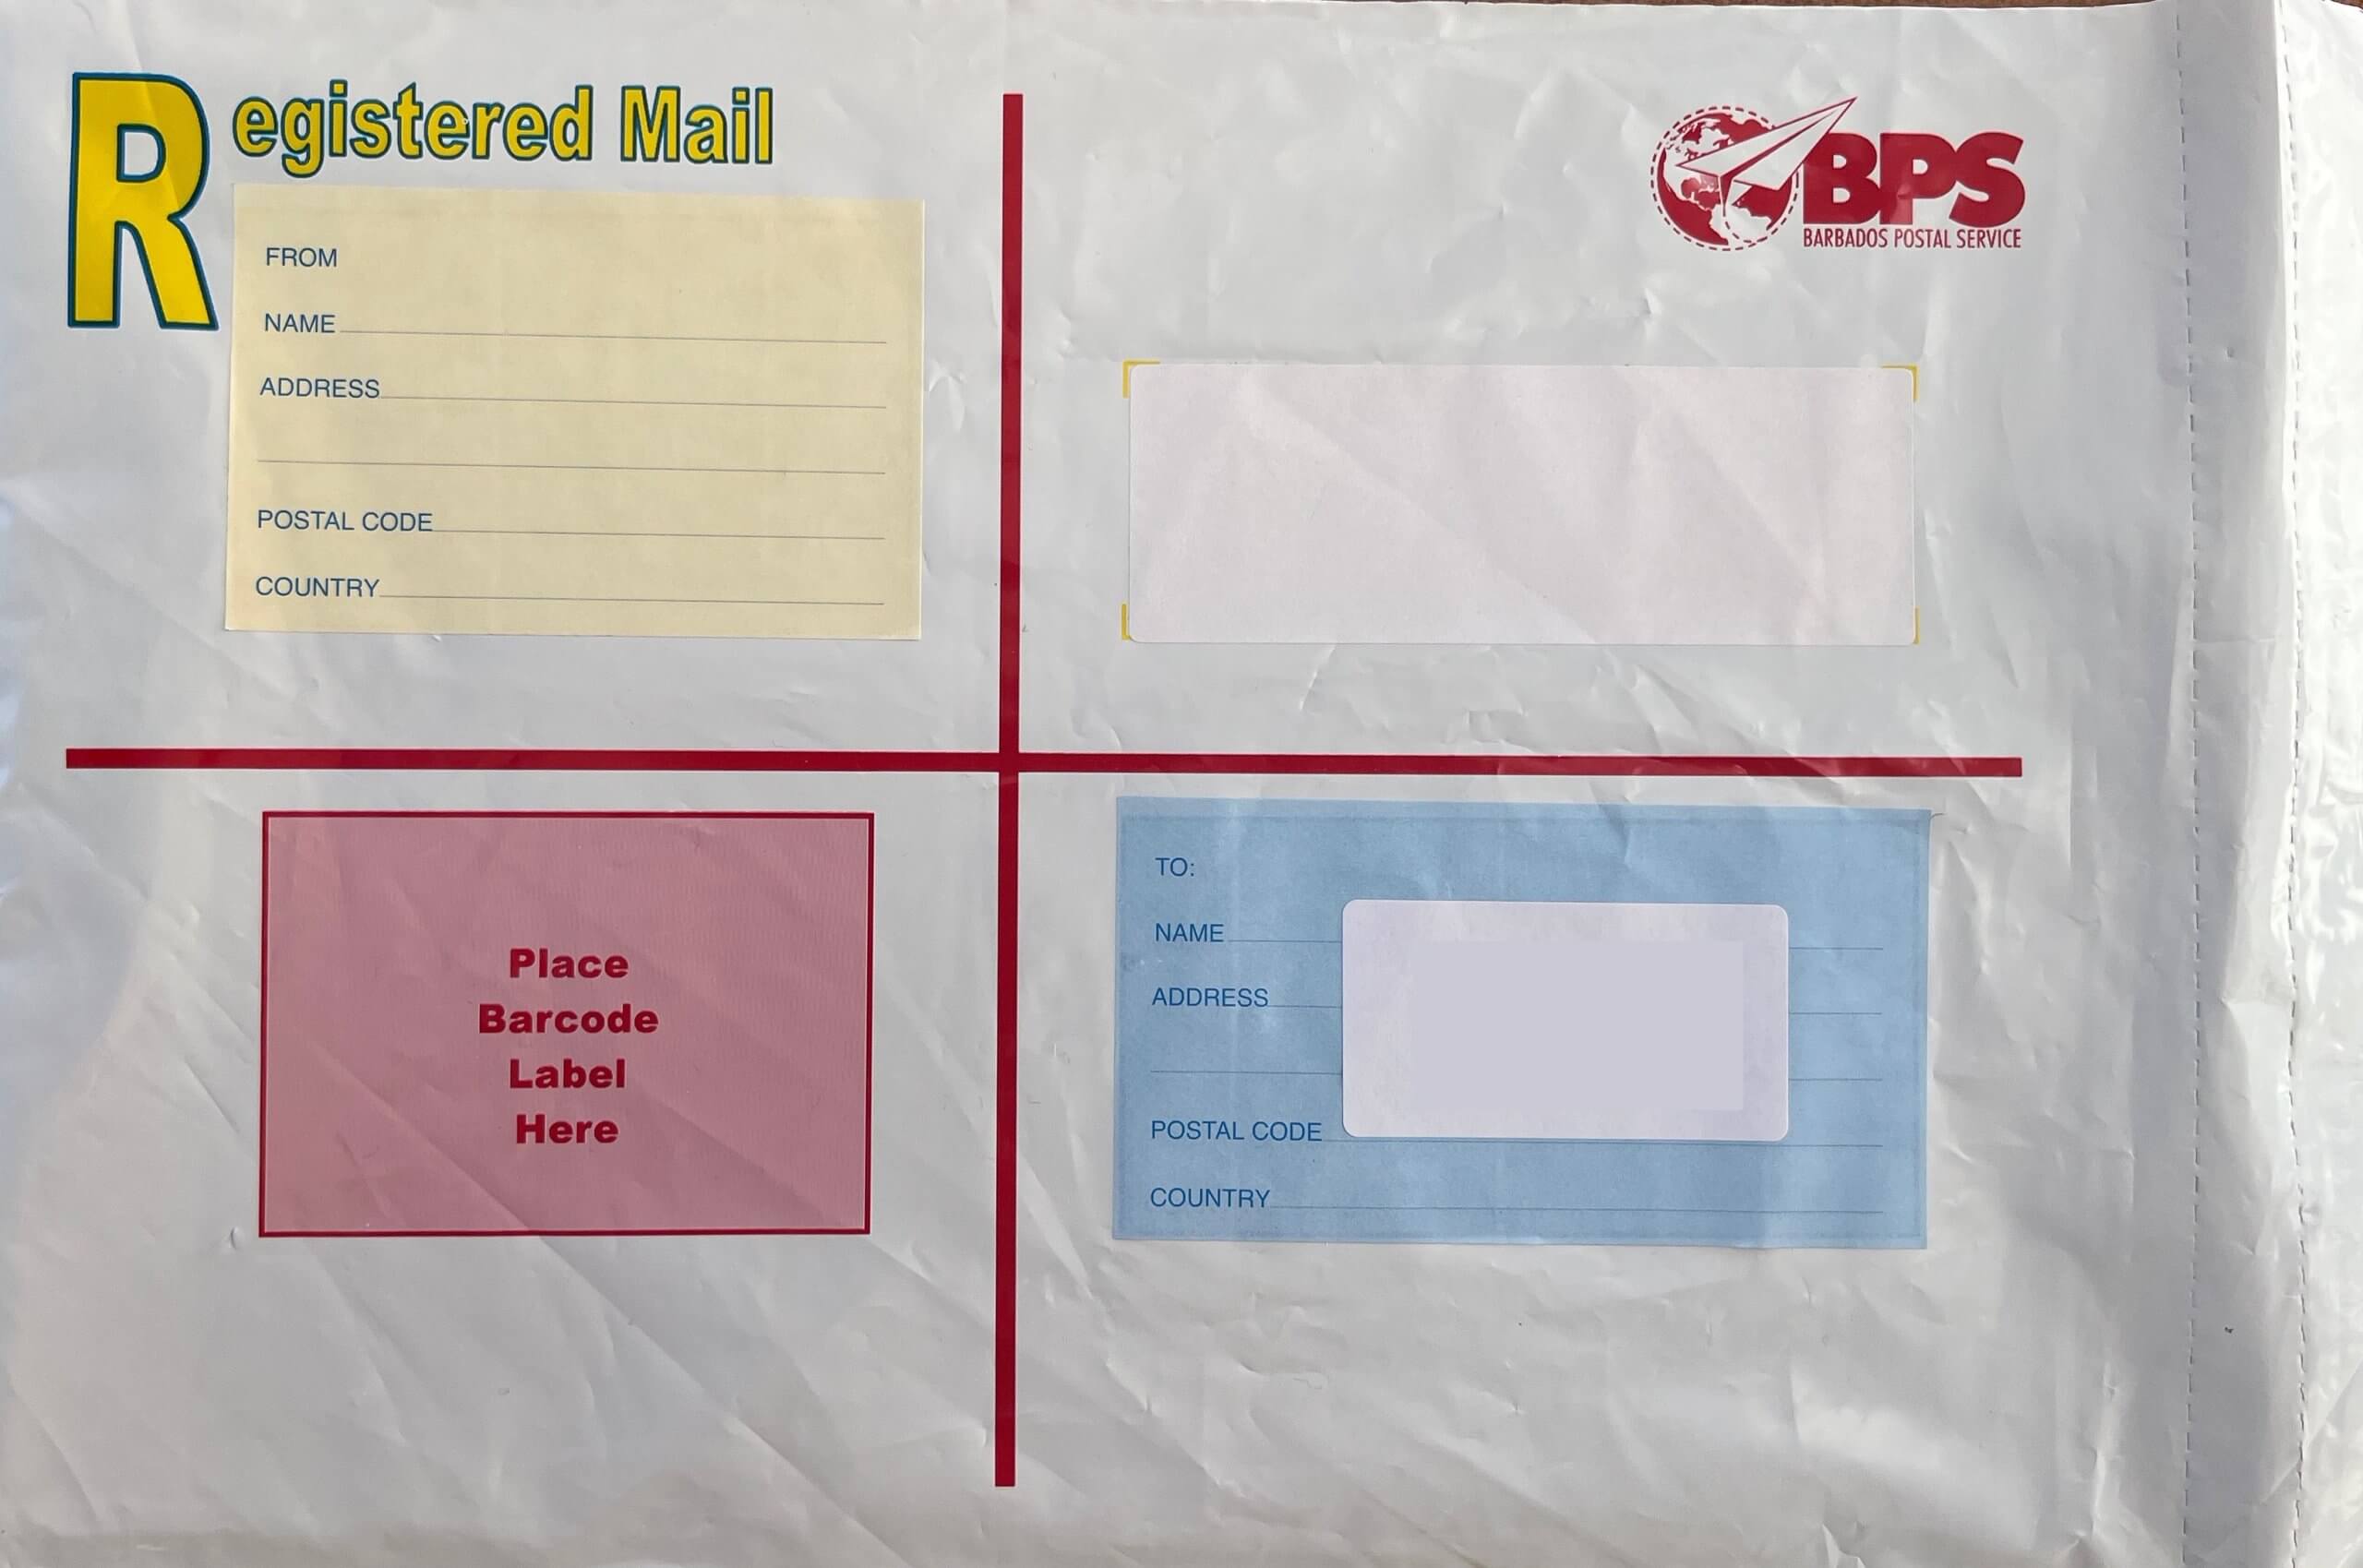 Registered Mail
FROM
NAME
ADDRESS
POSTAL CODE
COUNTRY
BPS
BARBADOS POSTAL SERVICE
Place
Barcode
Label
Here
TO:
NAME
ADDRESS
POSTAL CODE
COUNTRY